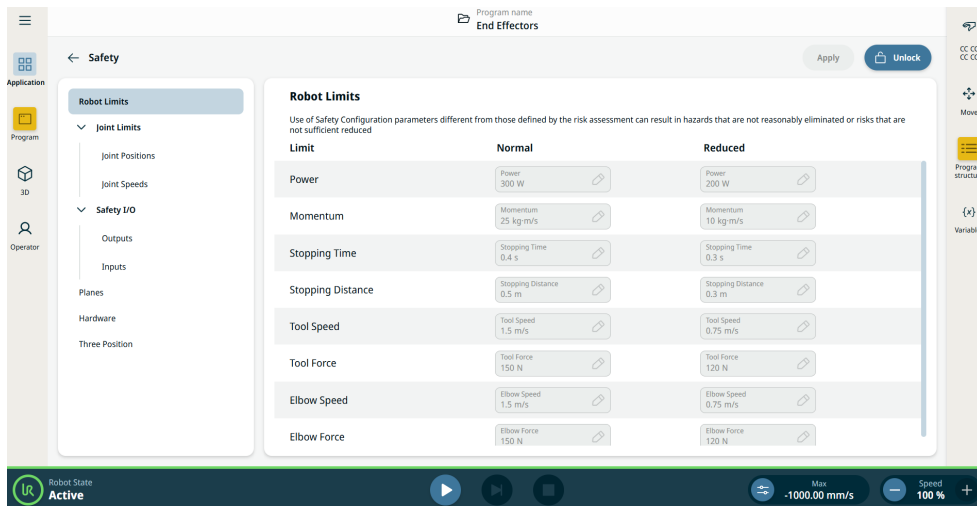 Program name
End Effectors
Safety
Apply
Unlock
Application
Program
3D
Operator
Robot Limits
Joint Limits
Joint Positions
Joint Speeds
Safety I/O
Outputs
Inputs
Planes
Hardware
Three Position
Robot Limits
Use of Safety Configuration parameters different from those defined by the risk assessment can result in hazards that are not reasonably eliminated or risks that are
not sufficient reduced
Limit Normal Reduced
Power
Power
300 W
Power
200 W
Momentum
Momentum
25 kg·m/s
Momentum
10 kg·m/s
Stopping Time
Stopping Time
0.4 s
Stopping Time
0.3 s
Stopping Distance
Stopping Distance
0.5 m
Stopping Distance
0.3 m
Tool Speed
Tool Speed
1.5 m/s
Tool Speed
0.75 m/s
Tool Force
Tool Force
150 N
Tool Force
120 N
Elbow Speed
Elbow Speed
1.5 m/s
Elbow Speed
0.75 m/s
Elbow Force
Elbow Force
150 N
Elbow Force
120 N
CC CC
CC CC
Move
Progra
structu
{x}
Variabl
UR
Robot State
Active
Max
-1000.00 mm/s
Speed
100 %